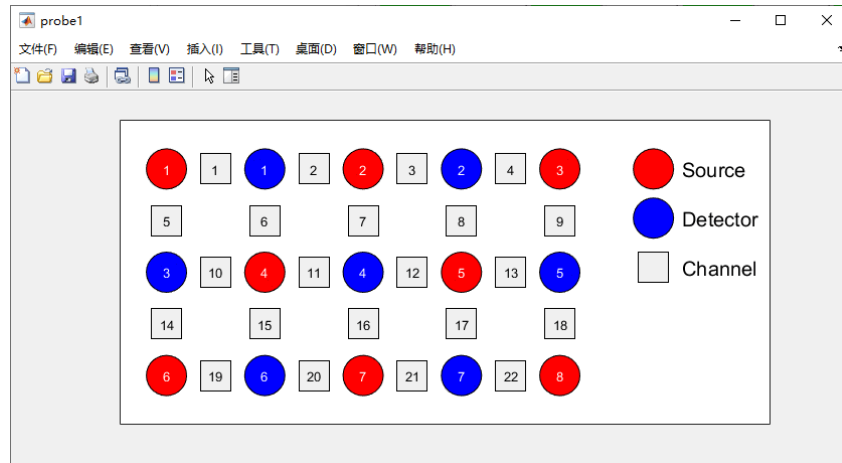 probe1
文件(F) 编辑(E) 查看(V) 插入(I) 工具(T) 桌面(D) 窗口(W) 帮助(H)
1 1 1 2 2 3 2 4 3 Source
5 6 7 8 9 Detector
3 10 4 11 4 12 5 13 5 Channel
14 15 16 17 18
6 19 6 20 7 21 7 22 8